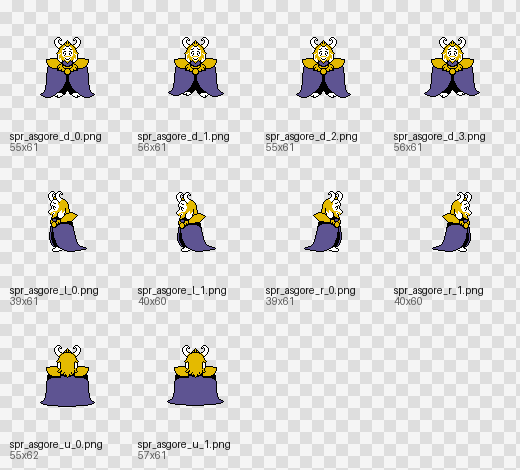 spr_asgore_d_0.png spr_asgore_d_1.png spr_asgore_d_2.png spr_asgore_d_3.png
55x61 56x61 55x61 56x61
spr_asgore_l_0.png spr_asgore_l_1.png spr_asgore_r_0.png spr_asgore_r_1.png
39x61 40x60 39x61 40x60
spr_asgore_u_0.png spr_asgore_u_1.png
55x62 57x61